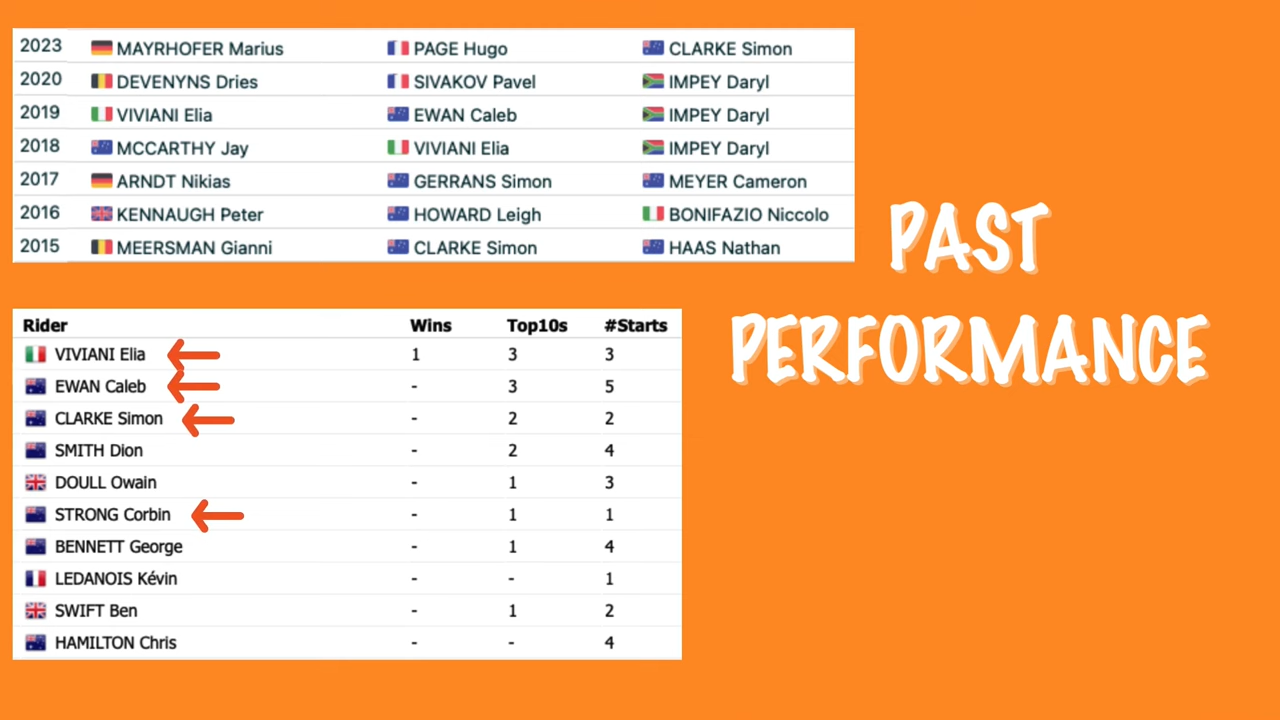 2023 MAYRHOFER Marius PAGE Hugo CLARKE Simon
2020 DEVENYNS Dries SIVAKOV Pavel IMPEY Daryl
2019 VIVIANI Elia EWAN Caleb IMPEY Daryl
2018 MCCARTHY Jay VIVIANI Elia IMPEY Daryl
2017 ARNDT Nikias GERRANS Simon MEYER Cameron
2016 KENNAUGH Peter HOWARD Leigh BONIFAZIO Niccolo
2015 MEERSMAN Gianni CLARKE Simon HAAS Nathan
PAST
PERFORMANCE
Rider Wins Top10s #Starts
VIVIANI Elia 1 3 3
EWAN Caleb - 3 5
CLARKE Simon - 2 2
SMITH Dion - 2 4
DOULL Owain - 1 3
STRONG Corbin - 1 1
BENNETT George - 1 4
LEDANOIS Kévin - - 1
SWIFT Ben - 1 2
HAMILTON Chris - - 4